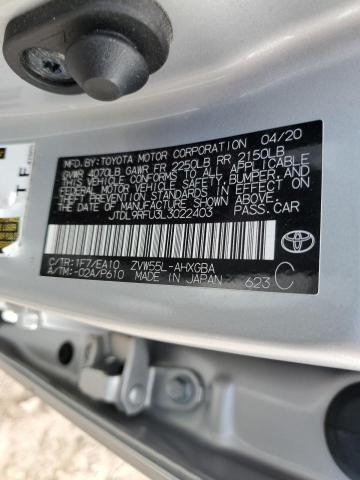 04/20
MFD.BY:TOYOTA MOTOR CORPORATION
GVWR 4070LB GAWR FR 2250LB RR 2150LB
THIS VEHICLE CONFORMS TO ALL APPLICABLE
FEDERAL MOTOR VEHICLE SAFETY, BUMPER, AND
THEFT PREVENTION STANDARDS IN EFFECT ON
THE DATE OF MANUFACTURE SHOWN ABOVE.
JTDL9RFU3L3022403 PASS.CAR
C/TR:1F7/EA10 ZVW55L-AHXGBA
A/TM:-02A/P610 MADE IN JAPAN 623 C
TOYOTA